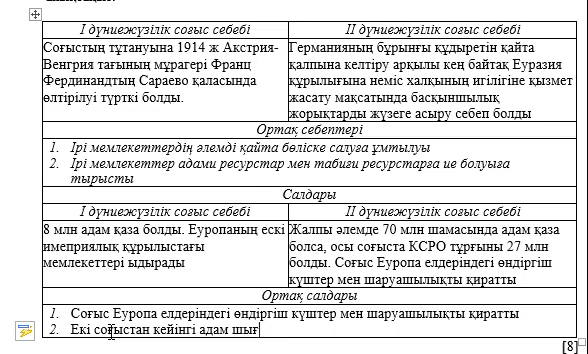 І дүниежүзілік соғыс себебі
ІІ дүниежүзілік соғыс себебі
Соғыстың тұтануына 1914 ж Акстрия-
Венгрия тағының мұрагері Франц
Фердинандтың Сараево қаласында
өлтірілуі түрткі болды.
Германияның бұрынғы құдыретін қайта
қалпына келтіру арқылы кең байтақ Еуразия
құрылығына неміс халқының игілігіне қызмет
жасату мақсатында басқыншылық
жорықтарды жүзеге асыру себеп болды
Ортақ себептері
1. Ірі мемлекеттердің әлемді қайта бөліске салуға ұмтылуы
2. Ірі мемлекеттер адами ресурстар мен табиғи ресурстарға ие болуыға
тырысты
Салдары
І дүниежүзілік соғыс себебі
ІІ дүниежүзілік соғыс себебі
8 млн адам қаза болды. Еуропаның ескі
имеприялық құрылыстағы
мемлекеттері ыдырады
Жалпы әлемде 70 млн шамасында адам қаза
болса, осы соғыста КСРО тұрғыны 27 млн
болды. Соғыс Еуропа елдеріндегі өндіргіш
күштер мен шаруашылықты қиратты
Ортақ салдары
1. Соғыс Еуропа елдеріндегі өндіргіш күштер мен шаруашылықты қиратты
2. Екі соғыстан кейінгі адам шығ
[8]